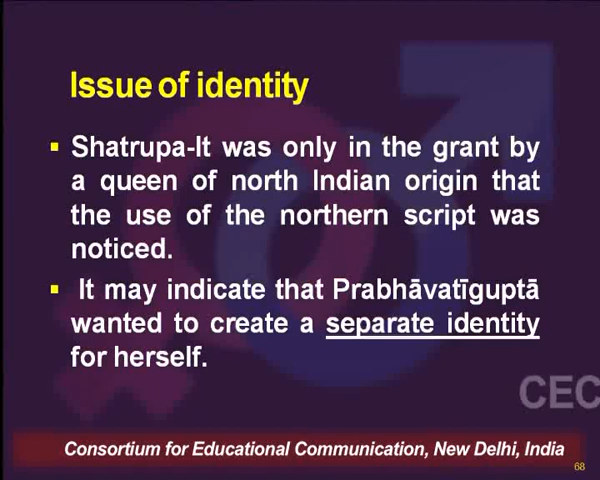 Issue of identity
▪ Shatrupa-It was only in the grant by
a queen of north Indian origin that
the use of the northern script was
noticed.
▪ It may indicate that Prabhāvatīguptā
wanted to create a separate identity
for herself.
CEC
Consortium for Educational Communication, New Delhi, India
68